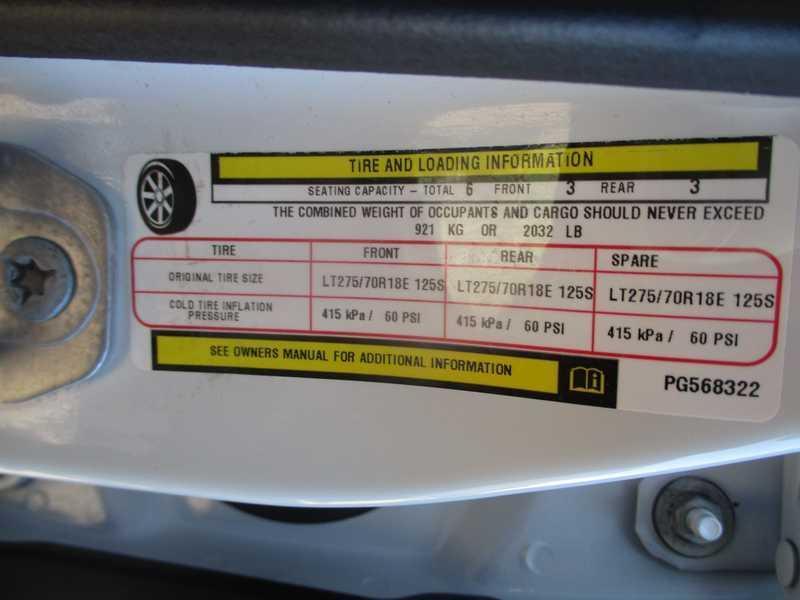 TIRE AND LOADING INFORMATION
SEATING CAPACITY – TOTAL 6 FRONT 3 REAR 3
THE COMBINED WEIGHT OF OCCUPANTS AND CARGO SHOULD NEVER EXCEED
921 KG OR 2032 LB
TIRE FRONT REAR SPARE
ORIGINAL TIRE SIZE LT275/70R18E 125S LT275/70R18E 125S LT275/70R18E 125S
COLD TIRE INFLATION
PRESSURE 415 kPa / 60 PSI 415 kPa / 60 PSI 415 kPa / 60 PSI
SEE OWNERS MANUAL FOR ADDITIONAL INFORMATION
PG568322